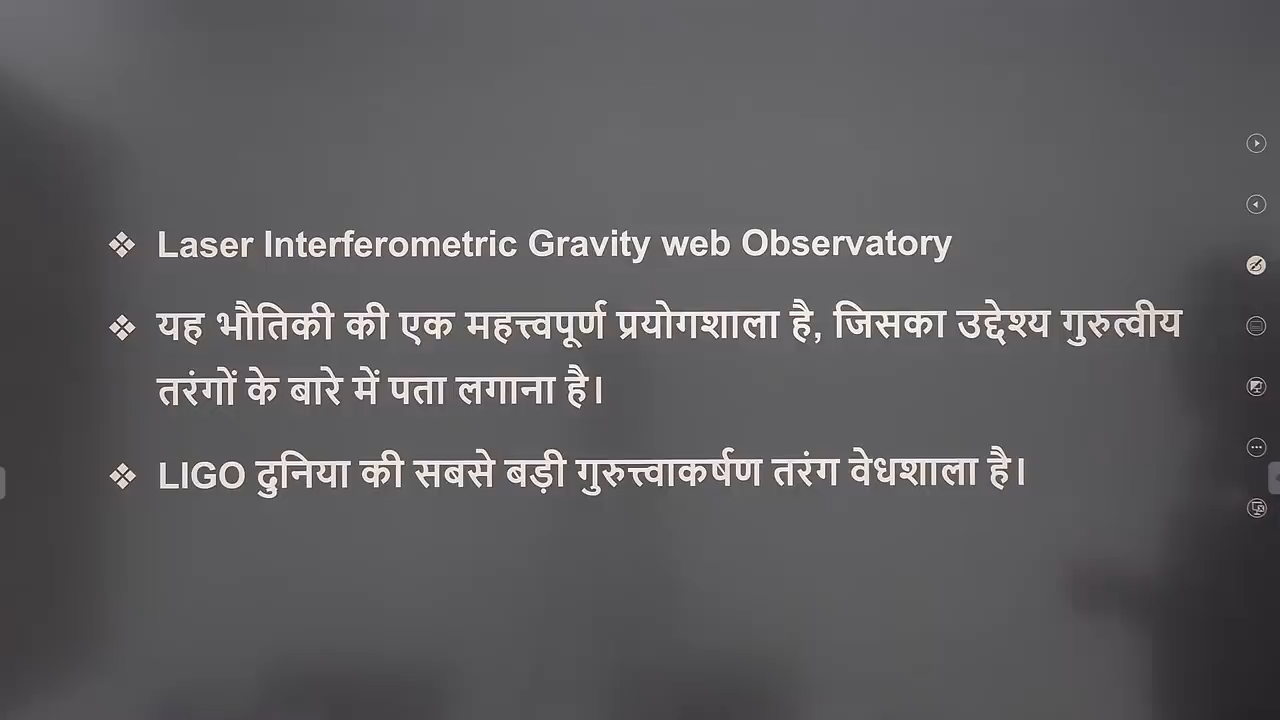 ❖ Laser Interferometric Gravity web Observatory
❖ यह भौतिकी की एक महत्त्वपूर्ण प्रयोगशाला है, जिसका उद्देश्य गुरुत्वीय
तरंगों के बारे में पता लगाना है।
❖ LIGO दुनिया की सबसे बड़ी गुरुत्त्वाकर्षण तरंग वेधशाला है।